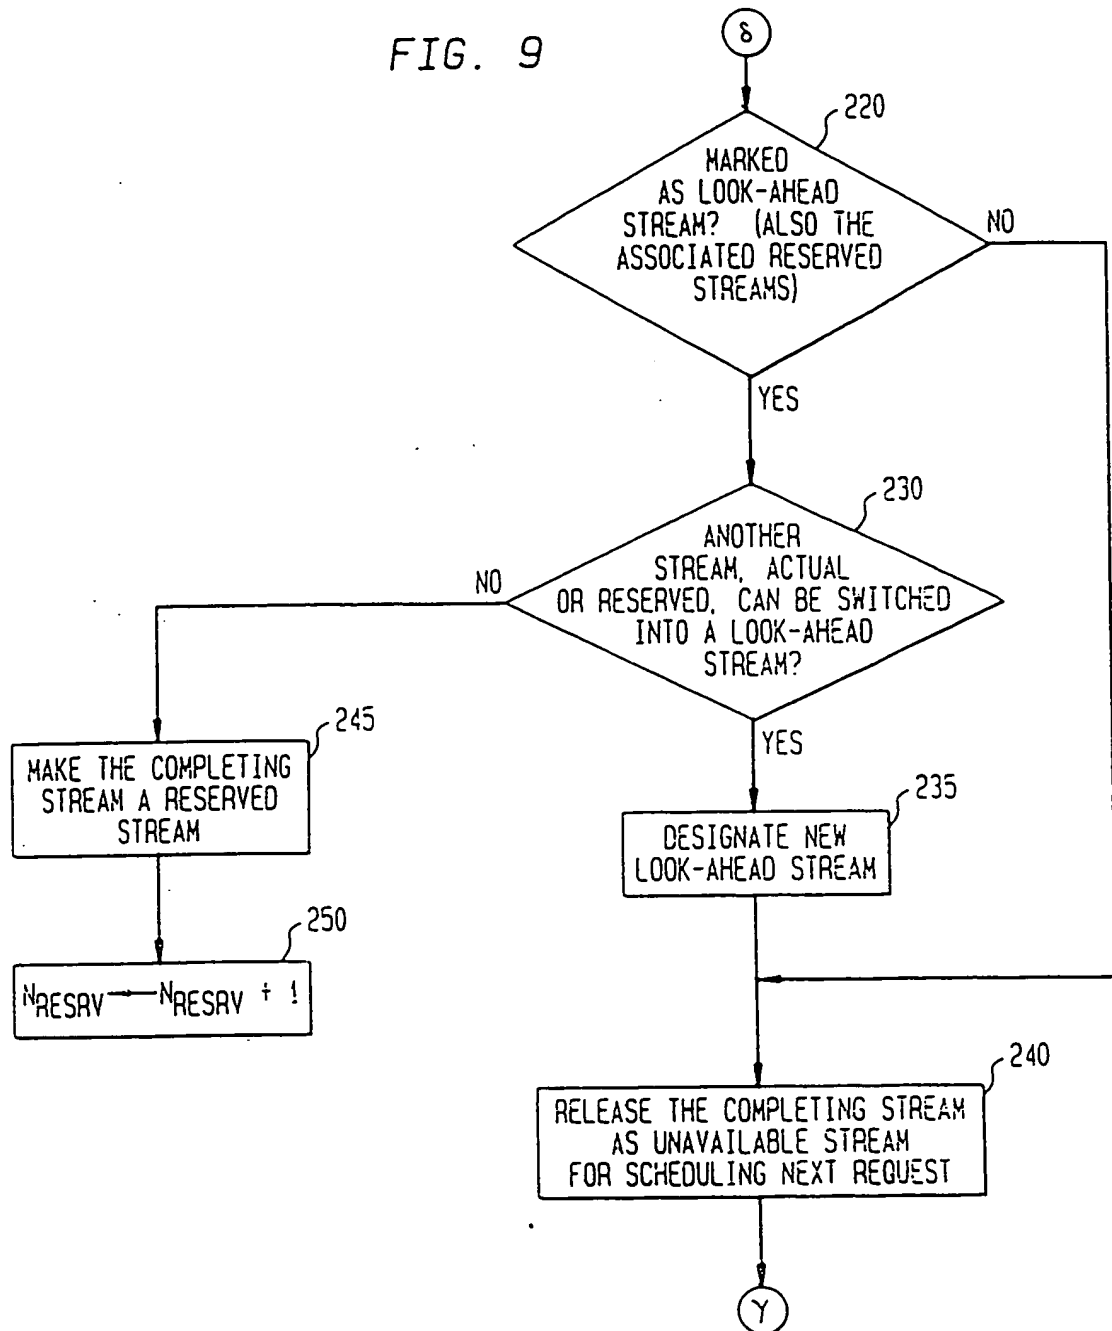 FIG. 9
δ
220
MARKED
AS LOOK-AHEAD
STREAM? (ALSO THE
ASSOCIATED RESERVED
STREAMS)
NO
YES
230
ANOTHER
STREAM, ACTUAL
OR RESERVED, CAN BE SWITCHED
INTO A LOOK-AHEAD
STREAM?
NO
YES
245
MAKE THE COMPLETING
STREAM A RESERVED
STREAM
235
DESIGNATE NEW
LOOK-AHEAD STREAM
250
NRESRV ← NRESRV + 1
240
RELEASE THE COMPLETING STREAM
AS UNAVAILABLE STREAM
FOR SCHEDULING NEXT REQUEST
Y